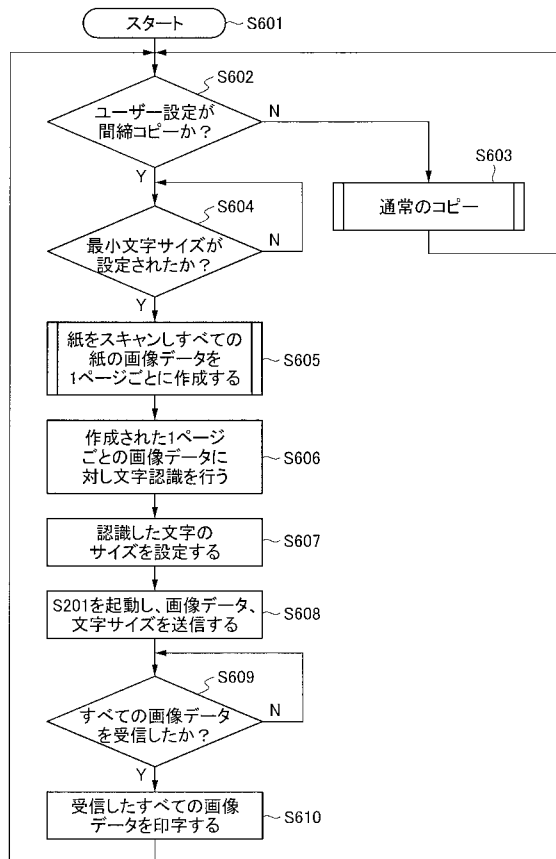 スタート
S601
S602
ユーザー設定が
間締コピーか？
N
Y
S603
通常のコピー
S604
最小文字サイズが
設定されたか？
N
Y
紙をスキャンしすべての
紙の画像データを
1ページごとに作成する
S605
作成された1ページ
ごとの画像データに
対し文字認識を行う
S606
認識した文字の
サイズを設定する
S607
S201を起動し、画像データ、
文字サイズを送信する
S608
S609
すべての画像データ
を受信したか？
N
Y
受信したすべての画像
データを印字する
S610